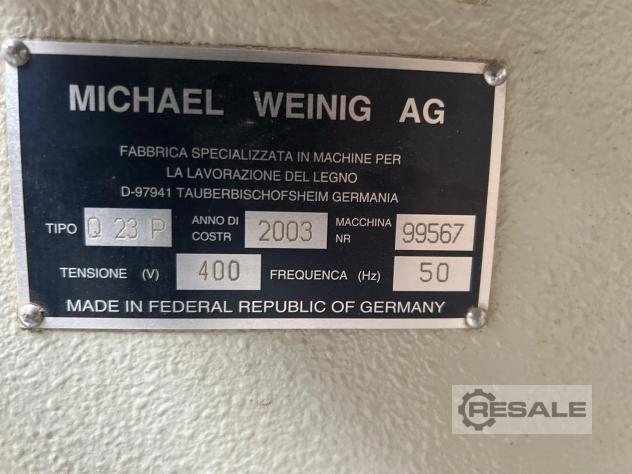 MICHAEL WEINIG AG
FABBRICA SPECIALIZZATA IN MACHINE PER
LA LAVORAZIONE DEL LEGNO
D-97941 TAUBERBISCHOFSHEIM GERMANIA
TIPO Q 23 P ANNO DI COSTR 2003 MACCHINA NR 99567
TENSIONE (V) 400 FREQUENCA (Hz) 50
MADE IN FEDERAL REPUBLIC OF GERMANY
RESALE